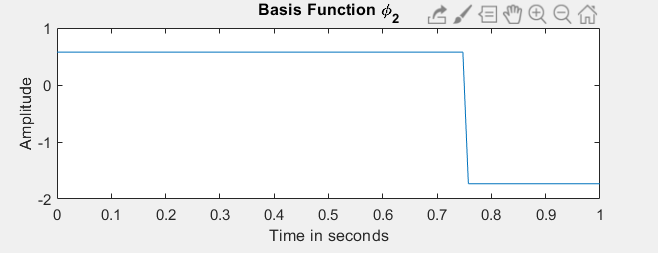 Basis Function ϕ2
1
0
-1
-2
Amplitude
0 0.1 0.2 0.3 0.4 0.5 0.6 0.7 0.8 0.9 1
Time in seconds